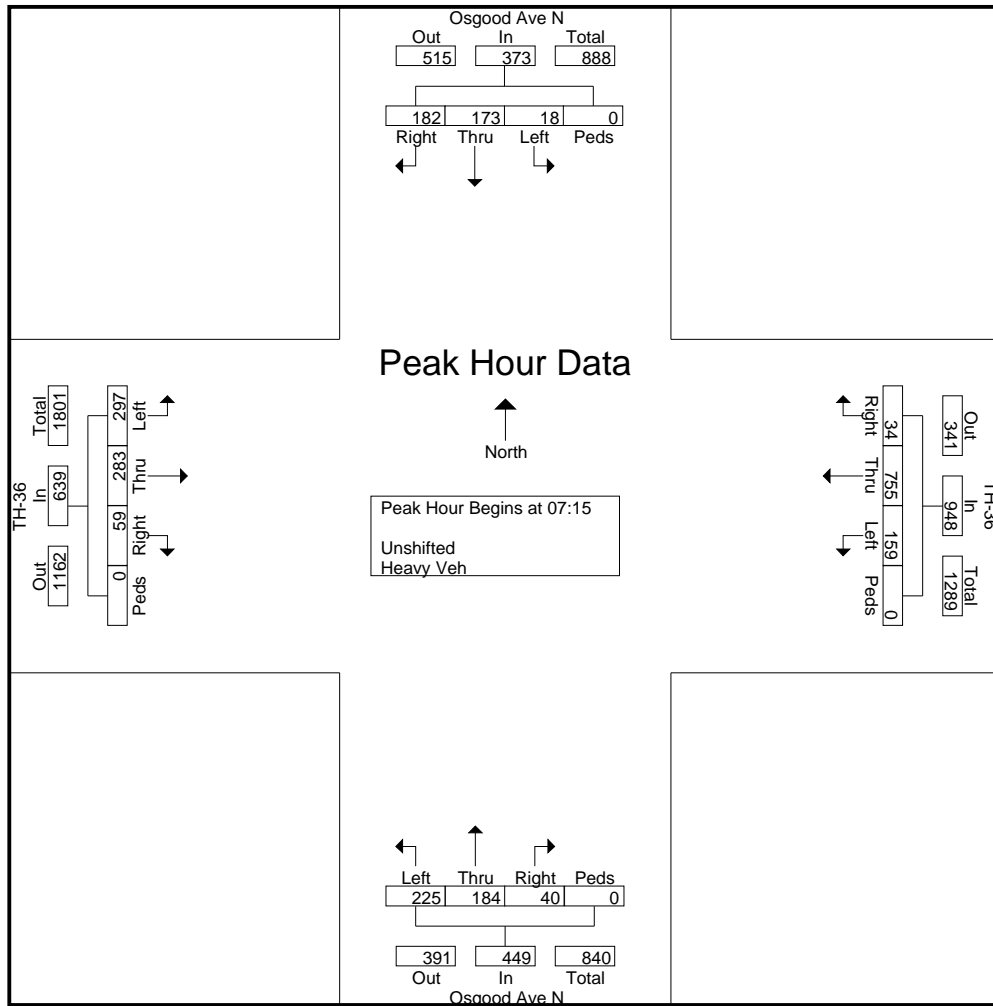 Osgood Ave N
Out In Total
515 373 888
182 173 18 0
Right Thru Left Peds
Peak Hour Data
North
Peak Hour Begins at 07:15
Unshifted
Heavy Veh
TH-36
Total In Out
1801 639 1162
297 283 59 0
Left Thru Right Peds
Right Thru Left Peds
34 755 159 0
Out In Total
341 948 1289
TH-36
Left Thru Right Peds
225 184 40 0
391 449 840
Out In Total
Osgood Ave N